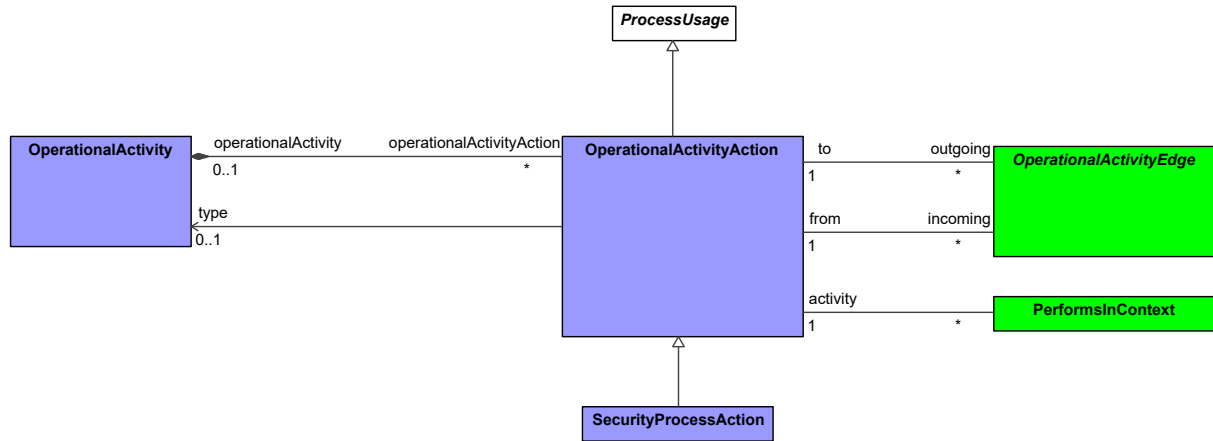 ProcessUsage
OperationalActivity
operationalActivity
operationalActivityAction
0..1
*
type
0..1
OperationalActivityAction
to
outgoing
1
*
from
incoming
1
*
activity
1
*
OperationalActivityEdge
PerformsInContext
SecurityProcessAction